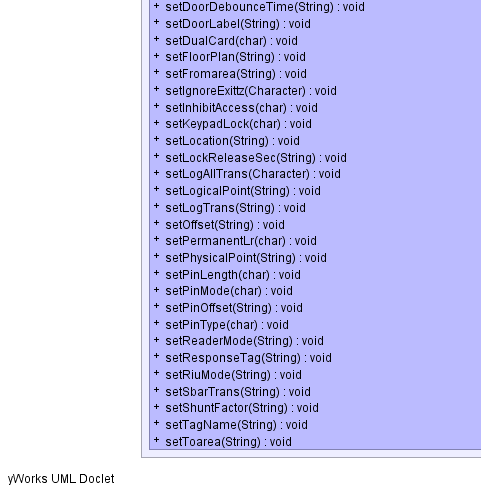 + setDoorDebounceTime(String) : void
+ setDoorLabel(String) : void
+ setDualCard(char) : void
+ setFloorPlan(String) : void
+ setFromarea(String) : void
+ setIgnoreExittz(Character) : void
+ setInhibitAccess(char) : void
+ setKeypadLock(char) : void
+ setLocation(String) : void
+ setLockReleaseSec(String) : void
+ setLogAllTrans(Character) : void
+ setLogicalPoint(String) : void
+ setLogTrans(String) : void
+ setOffset(String) : void
+ setPermanentLr(char) : void
+ setPhysicalPoint(String) : void
+ setPinLength(char) : void
+ setPinMode(char) : void
+ setPinOffset(String) : void
+ setPinType(char) : void
+ setReaderMode(String) : void
+ setResponseTag(String) : void
+ setRiuMode(String) : void
+ setSbarTrans(String) : void
+ setShuntFactor(String) : void
+ setTagName(String) : void
+ setToarea(String) : void
yWorks UML Doclet